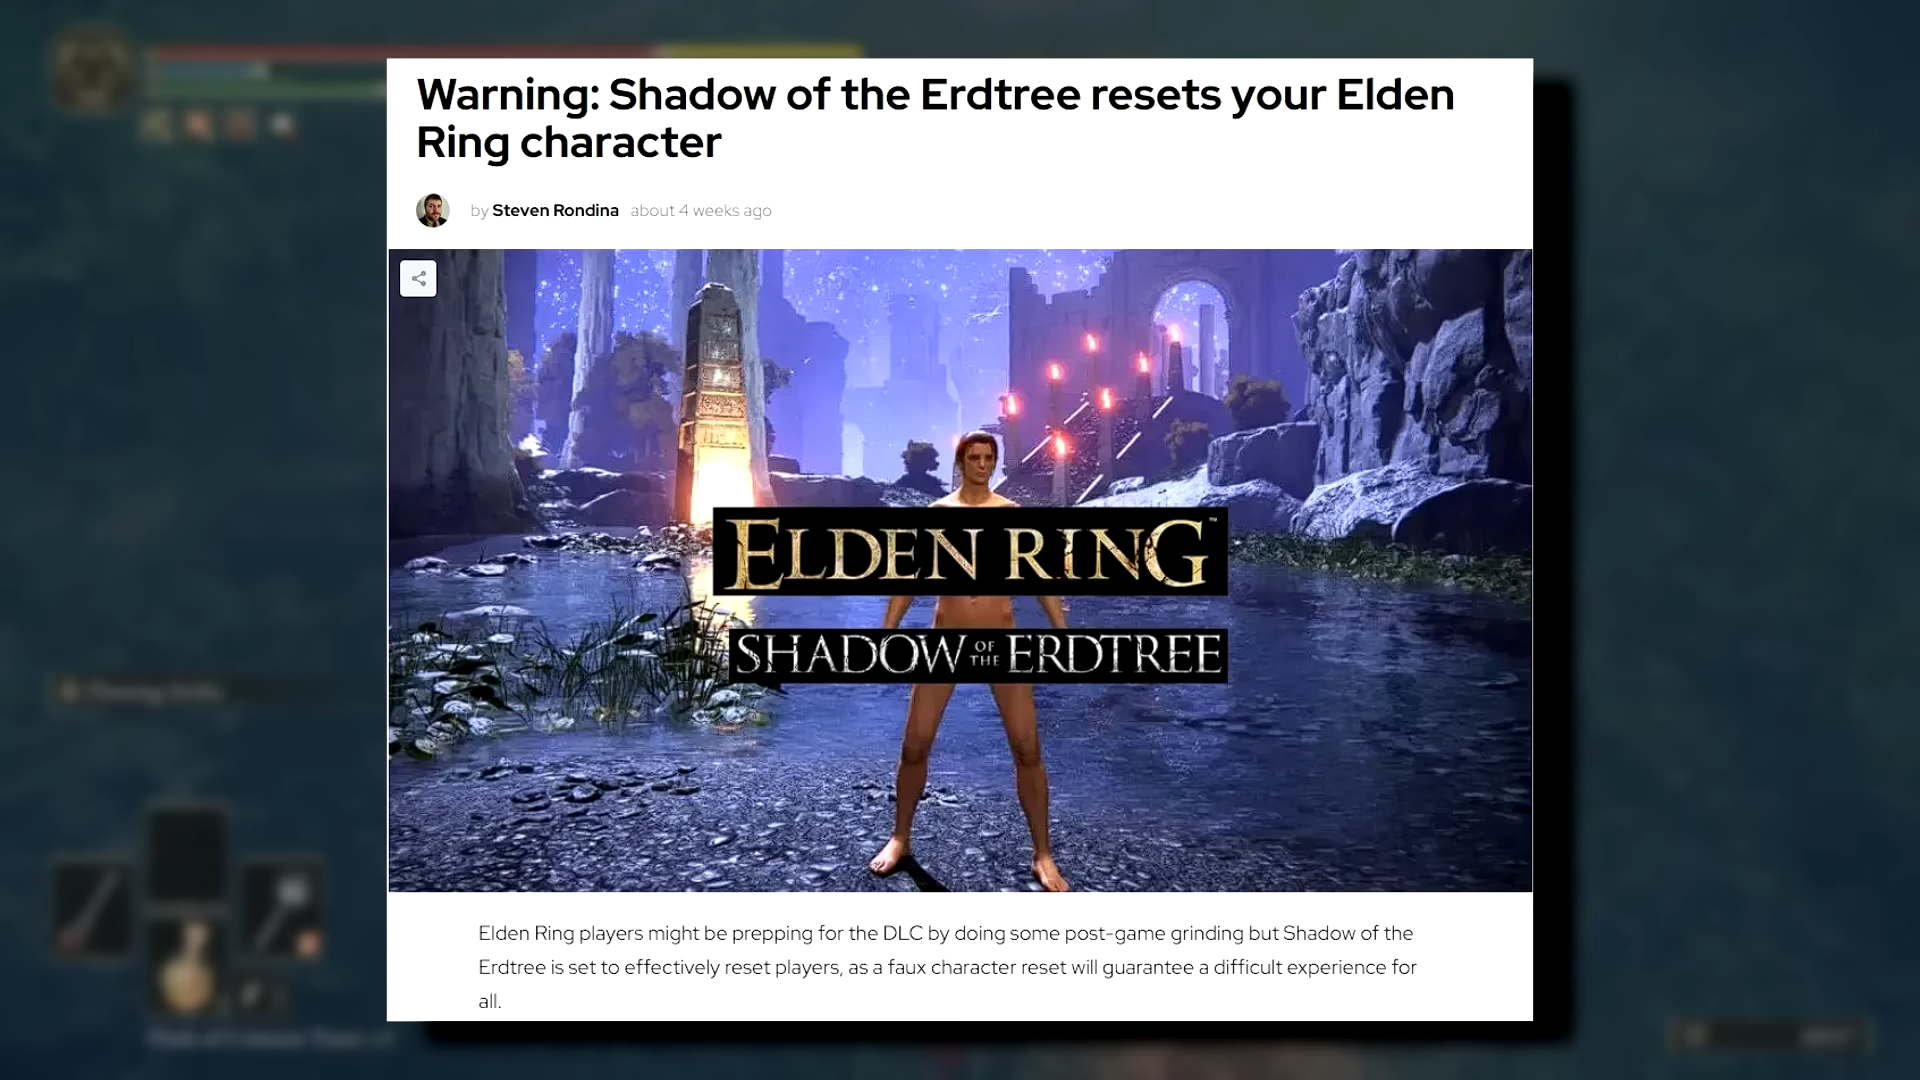 Warning: Shadow of the Erdtree resets your Elden
Ring character
by Steven Rondina about 4 weeks ago
ELDEN RING™
SHADOW OF THE ERDTREE
Elden Ring players might be prepping for the DLC by doing some post-game grinding but Shadow of the
Erdtree is set to effectively reset players, as a faux character reset will guarantee a difficult experience for
all.